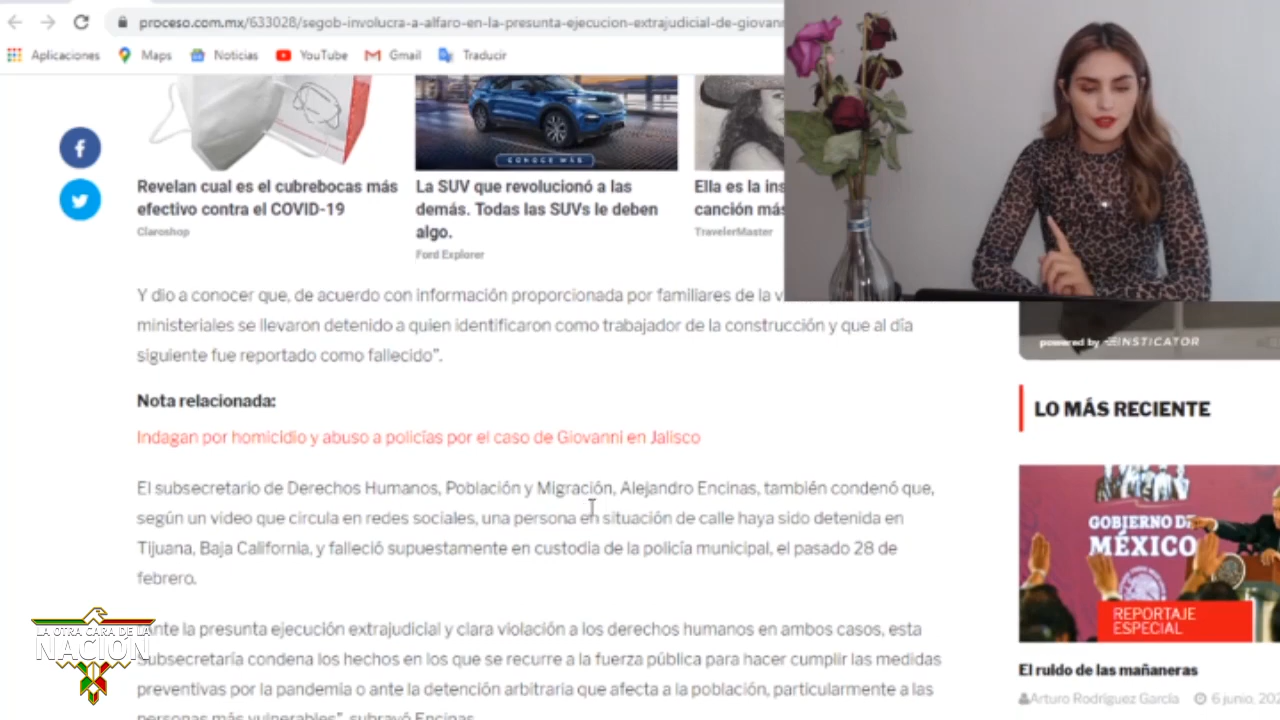 proceso.com.mx/633028/segob-involucra-a-alfaro-en-la-presunta-ejecucion-extrajudicial-de-giovanni
Aplicaciones
Maps
Noticias
YouTube
Gmail
Traducir
CONOCE MÁS
Revelan cual es el cubrebocas más
efectivo contra el COVID-19
Claroshop
La SUV que revolucionó a las
demás. Todas las SUVs le deben
algo.
Ford Explorer
Ella es la
canción más
TravelerMaster
Y dio a conocer que, de acuerdo con información proporcionada por familiares de la
ministeriales se llevaron detenido a quien identificaron como trabajador de la construcción y que al día
siguiente fue reportado como fallecido”.
Nota relacionada:
Indagan por homicidio y abuso a policías por el caso de Giovanni en Jalisco
El subsecretario de Derechos Humanos, Población y Migración, Alejandro Encinas, también condenó que,
según un video que circula en redes sociales, una persona en situación de calle haya sido detenida en
Tijuana, Baja California, y falleció supuestamente en custodia de la policía municipal, el pasado 28 de
febrero.
Ante la presunta ejecución extrajudicial y clara violación a los derechos humanos en ambos casos, esta
subsecretaría condena los hechos en los que se recurre a la fuerza pública para hacer cumplir las medidas
preventivas por la pandemia o ante la detención arbitraria que afecta a la población, particularmente a las
personas más vulnerables”, subrayó Encinas.
powered by INSTICATOR
LO MÁS RECIENTE
GOBIERNO DE
MÉXICO
REPORTAJE
ESPECIAL
El ruido de las mañaneras
Arturo Rodríguez García
6 junio, 202
LA OTRA CARA DE LA
NACIÓN